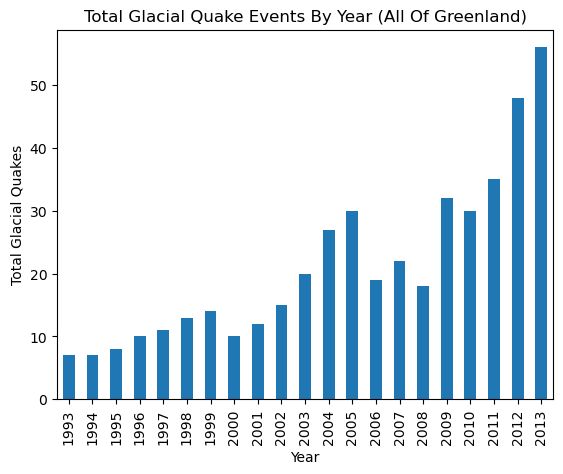 Total Glacial Quake Events By Year (All Of Greenland)
Total Glacial Quakes
50
40
30
20
10
0
1993 1994 1995 1996 1997 1998 1999 2000 2001 2002 2003 2004 2005 2006 2007 2008 2009 2010 2011 2012 2013
Year